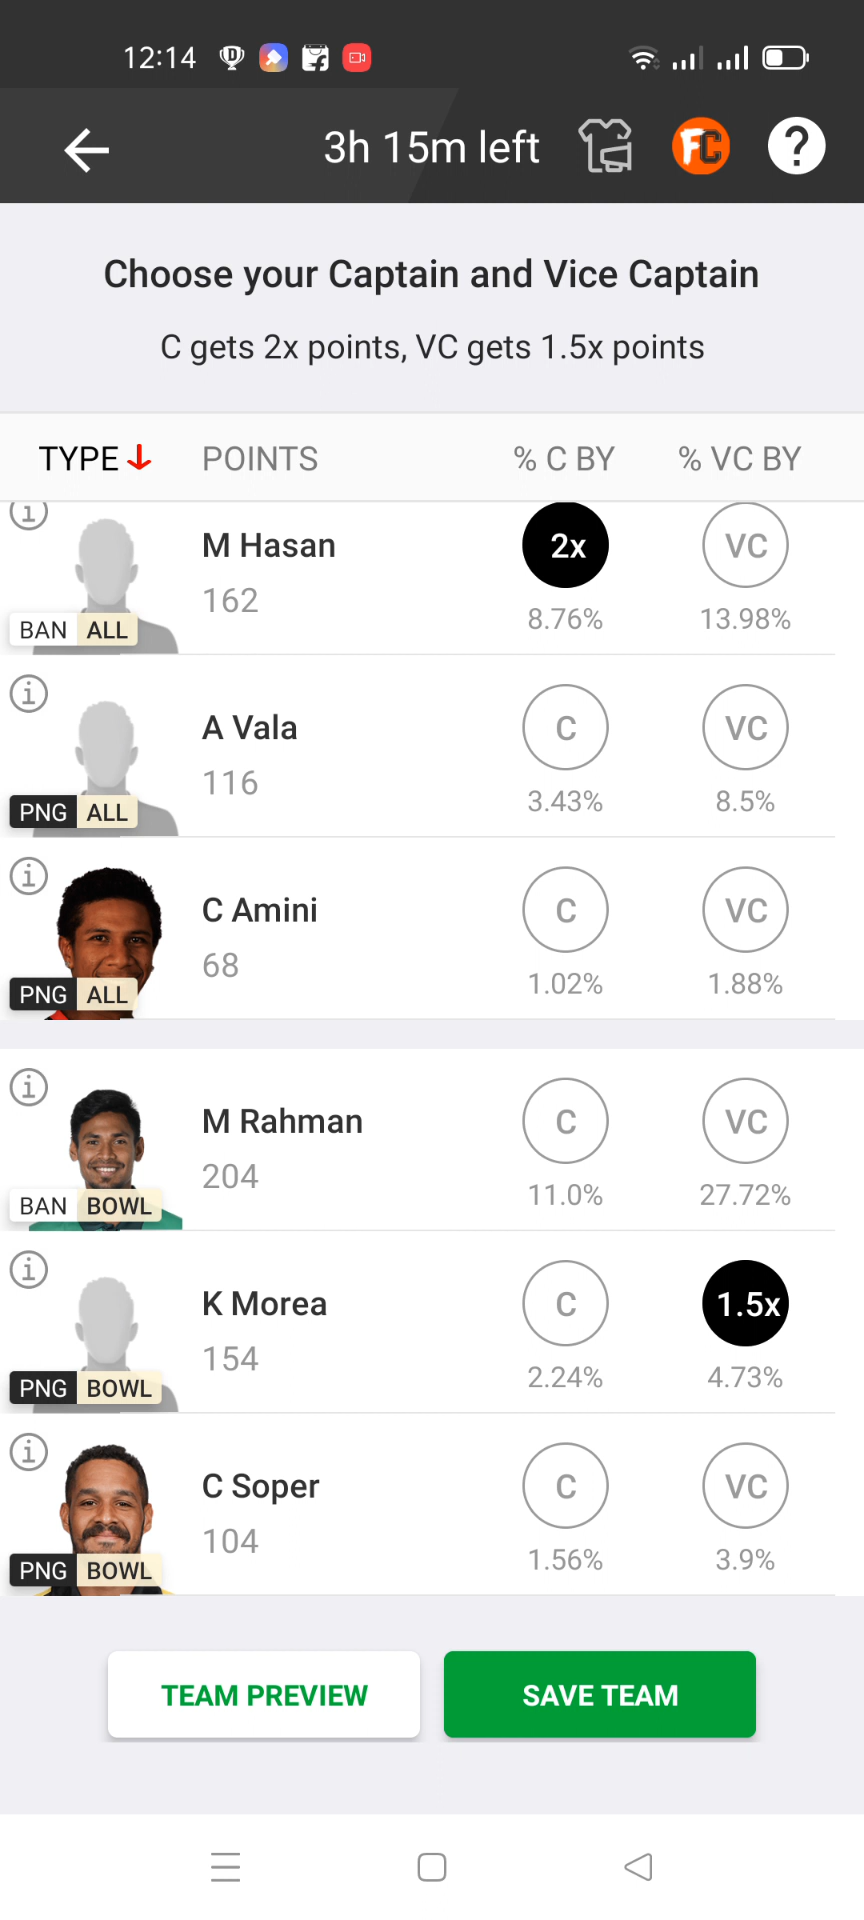 12:14
3h 15m left
FC
?
Choose your Captain and Vice Captain
C gets 2x points, VC gets 1.5x points
TYPE POINTS % C BY % VC BY
M Hasan 2x VC
162 8.76% 13.98%
BAN ALL
A Vala C VC
116 3.43% 8.5%
PNG ALL
C Amini C VC
68 1.02% 1.88%
PNG ALL
M Rahman C VC
204 11.0% 27.72%
BAN BOWL
K Morea C 1.5x
154 2.24% 4.73%
PNG BOWL
C Soper C VC
104 1.56% 3.9%
PNG BOWL
TEAM PREVIEW SAVE TEAM